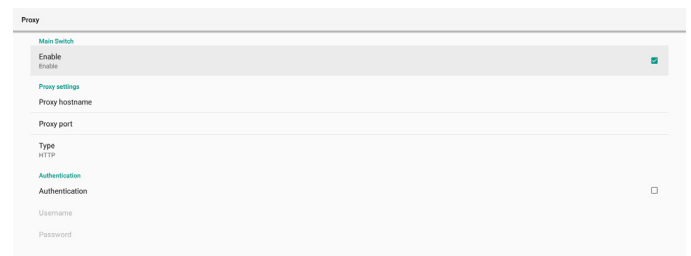 Proxy
Main Switch
Enable
Enable
Proxy settings
Proxy hostname
Proxy port
Type
HTTP
Authentication
Authentication
Username
Password